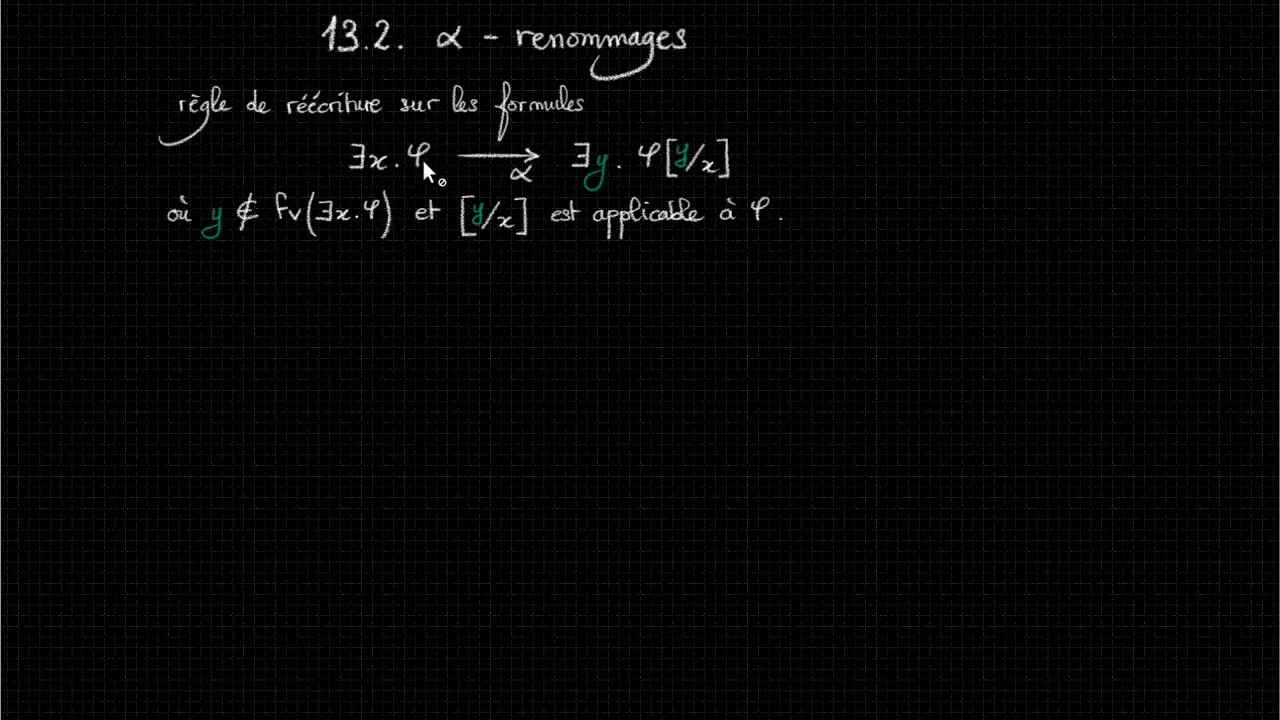 13.2. α - renommages
règle de réécriture sur les formules
∃x.φ →α ∃y. φ[y/x]
où y ∉ fv(∃x.φ) et [y/x] est applicable à φ.